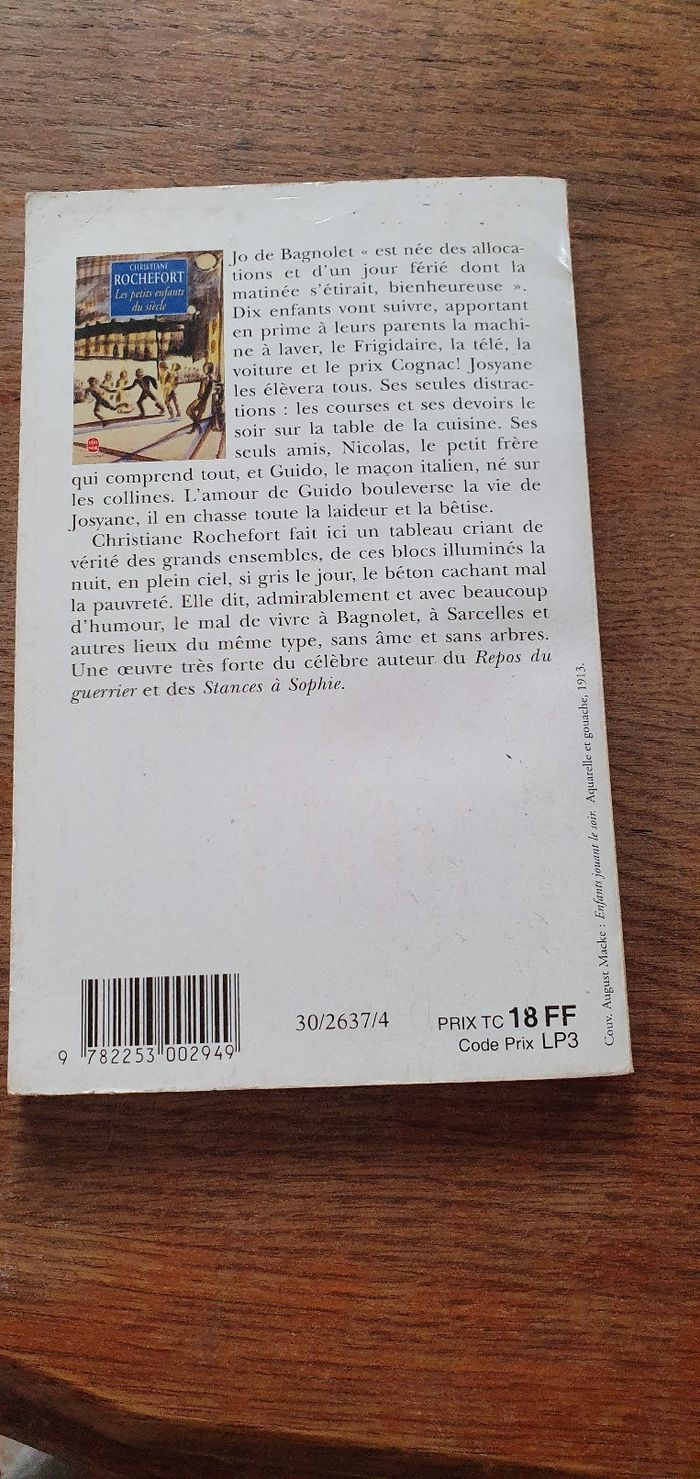 CHRISTIANE
ROCHEFORT
Les petits enfants
du siècle
Jo de Bagnolet « est née des alloca-
tions et d'un jour férié dont la
matinée s'étirait, bienheureuse ».
Dix enfants vont suivre, apportant
en prime à leurs parents la machi-
ne à laver, le Frigidaire, la télé, la
voiture et le prix Cognac! Josyane
les élèvera tous. Ses seules distrac-
tions : les courses et ses devoirs le
soir sur la table de la cuisine. Ses
seuls amis, Nicolas, le petit frère
qui comprend tout, et Guido, le maçon italien, né sur
les collines. L'amour de Guido bouleverse la vie de
Josyane, il en chasse toute la laideur et la bêtise.
Christiane Rochefort fait ici un tableau criant de
vérité des grands ensembles, de ces blocs illuminés la
nuit, en plein ciel, si gris le jour, le béton cachant mal
la pauvreté. Elle dit, admirablement et avec beaucoup
d'humour, le mal de vivre à Bagnolet, à Sarcelles et
autres lieux du même type, sans âme et sans arbres.
Une œuvre très forte du célèbre auteur du Repos du
guerrier et des Stances à Sophie.
Couv. August Macke : Enfants jouant le soir. Aquarelle et gouache, 1913.
9 782253 002949
30/2637/4
PRIX TC 18 FF
Code Prix LP3